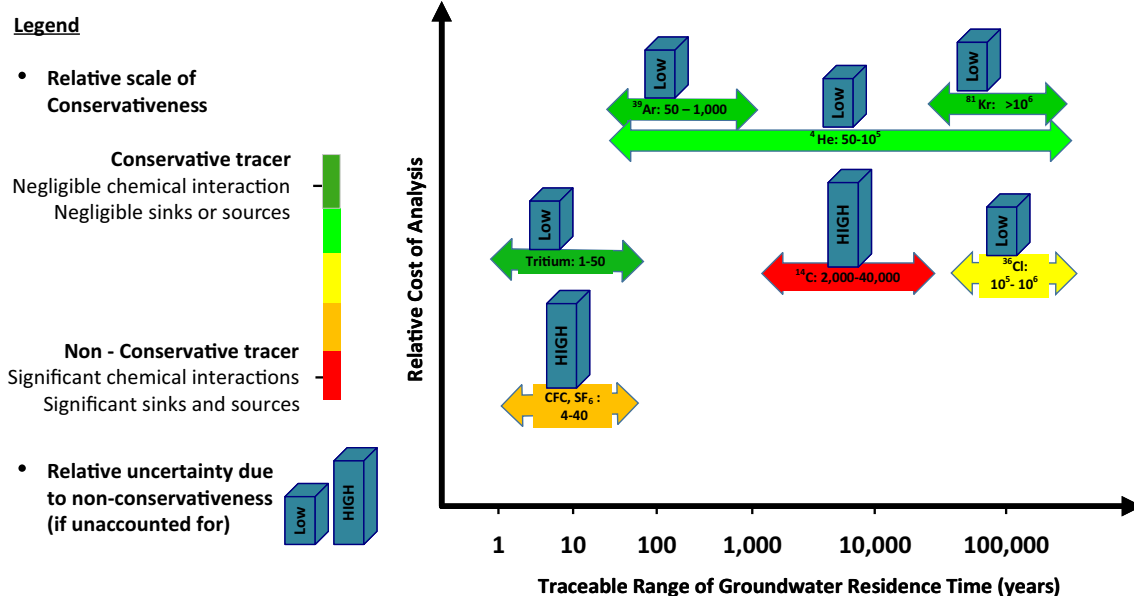 Legend
• Relative scale of
Conservativeness
Conservative tracer
Negligible chemical interaction
Negligible sinks or sources
Non - Conservative tracer
Significant chemical interactions
Significant sinks and sources
• Relative uncertainty due
to non-conservativeness
(if unaccounted for)
Low
HIGH
Relative Cost of Analysis
Low
³⁹Ar: 50 – 1,000
Low
⁴He: 50-10⁵
Low
⁸¹Kr: >10⁶
Low
Tritium: 1-50
HIGH
¹⁴C: 2,000-40,000
Low
³⁶Cl:
10⁵- 10⁶
HIGH
CFC, SF₆ :
4-40
1 10 100 1,000 10,000 100,000
Traceable Range of Groundwater Residence Time (years)